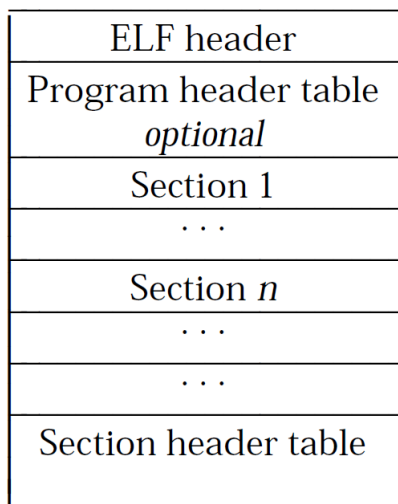 ELF header
Program header table
optional
Section 1
. . .
Section n
. . .
. . .
Section header table